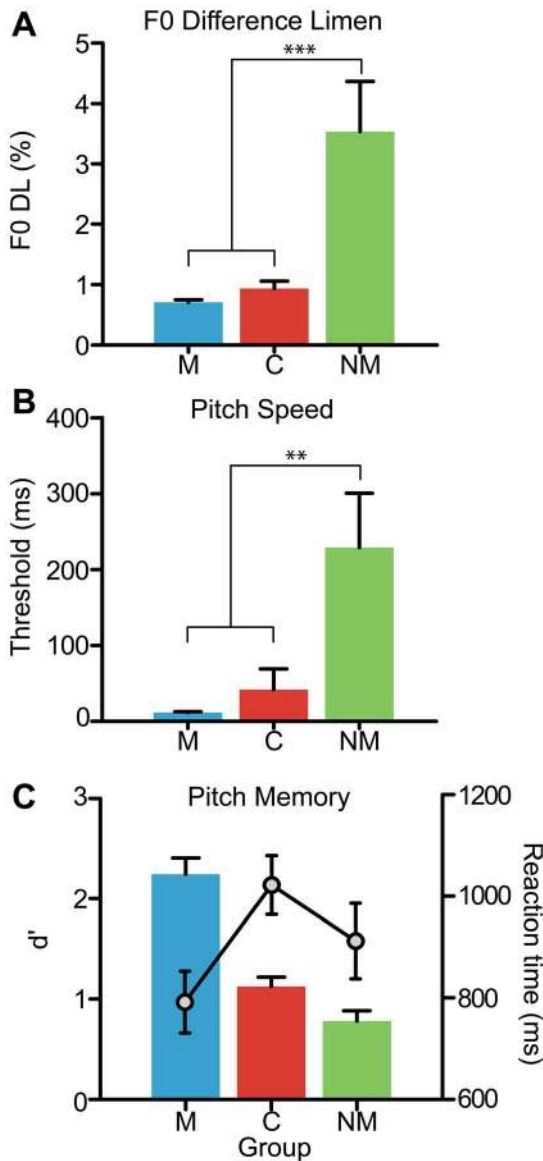 A
F0 Difference Limen
***
5
4
3
2
1
0
F0 DL (%)
M C NM
B
Pitch Speed
**
400
300
200
100
0
Threshold (ms)
M C NM
C
Pitch Memory
3
2
1
0
d'
1200
1000
800
600
Reaction time (ms)
M C NM
Group